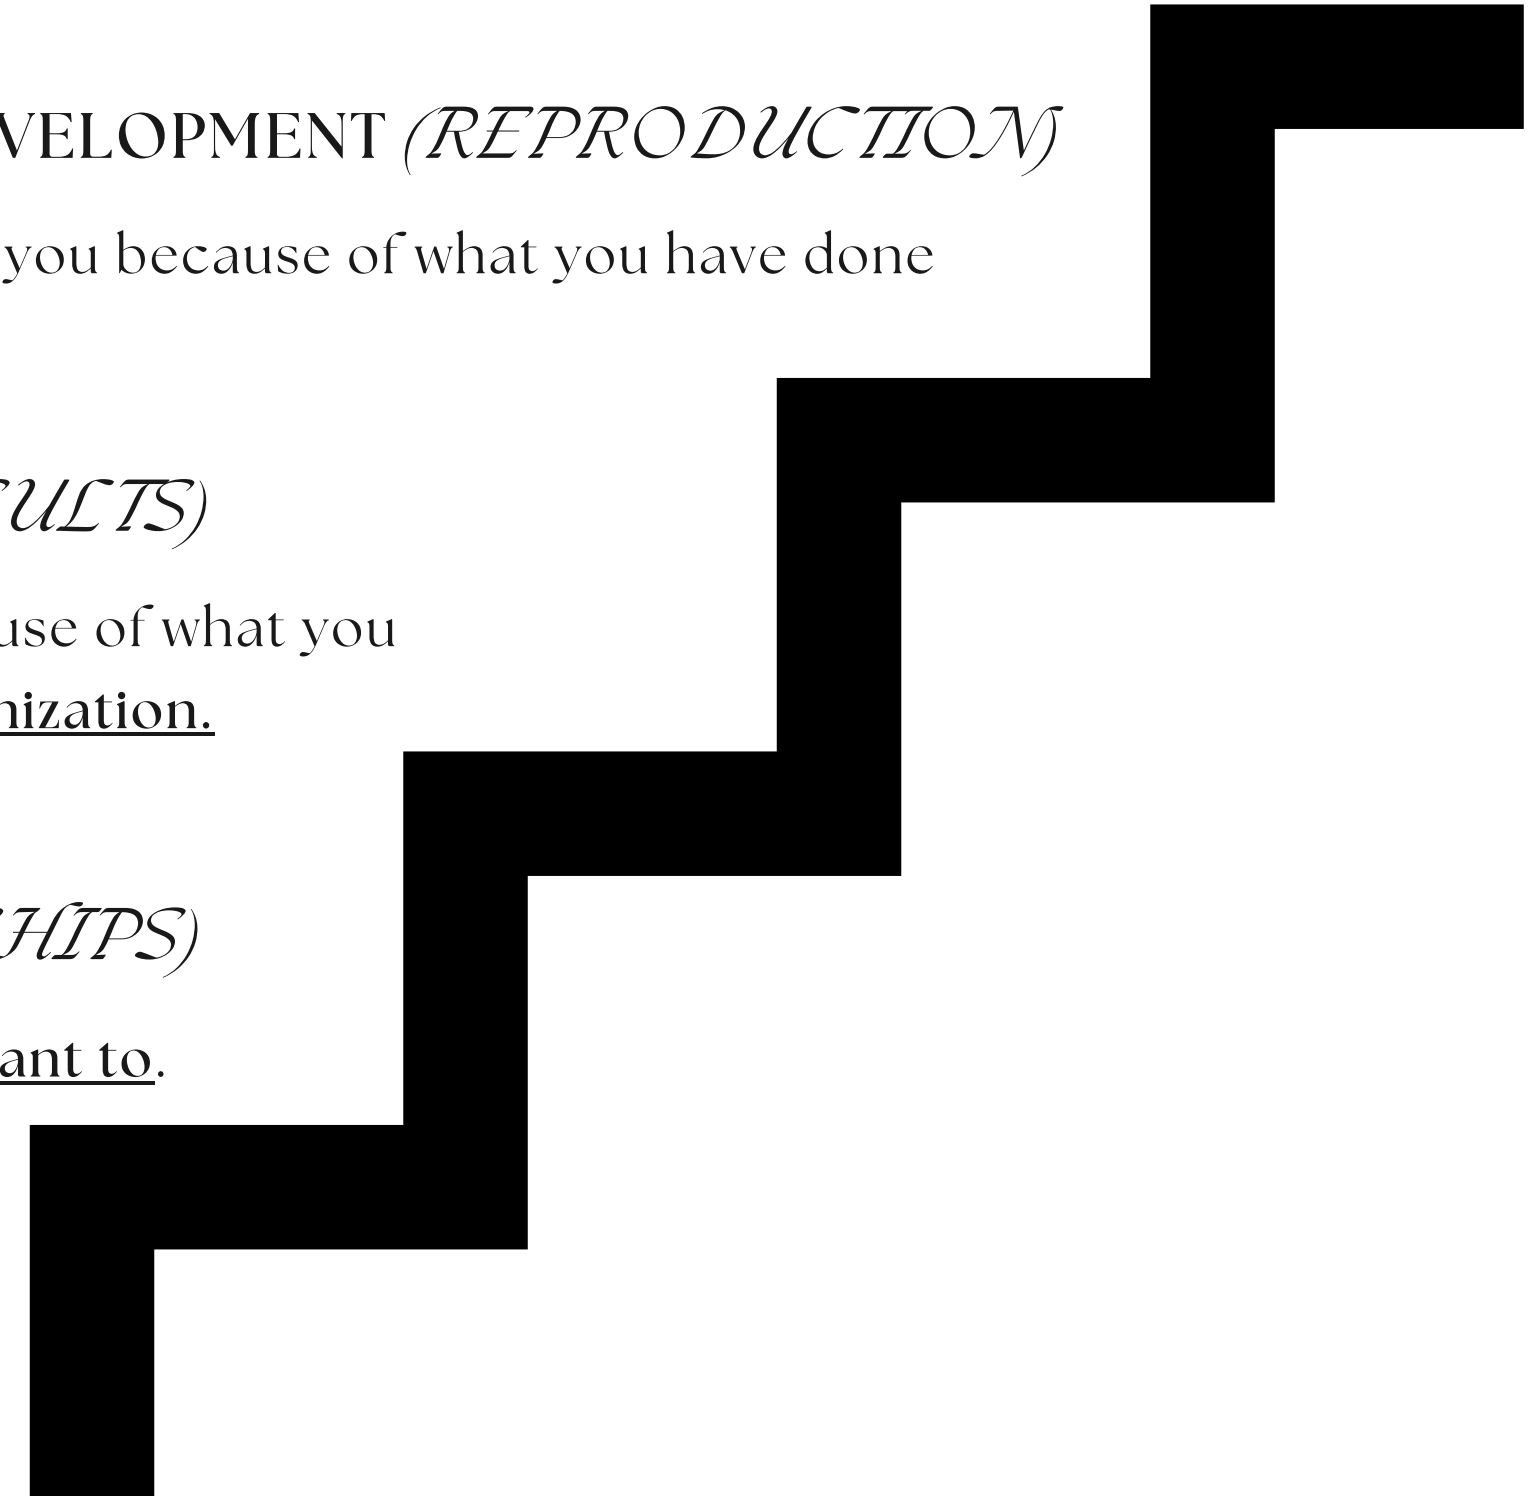 VELOPMENT (REPRODUCTION)
you because of what you have done
ULTS)
use of what you
nization.
HIPS)
ant to.